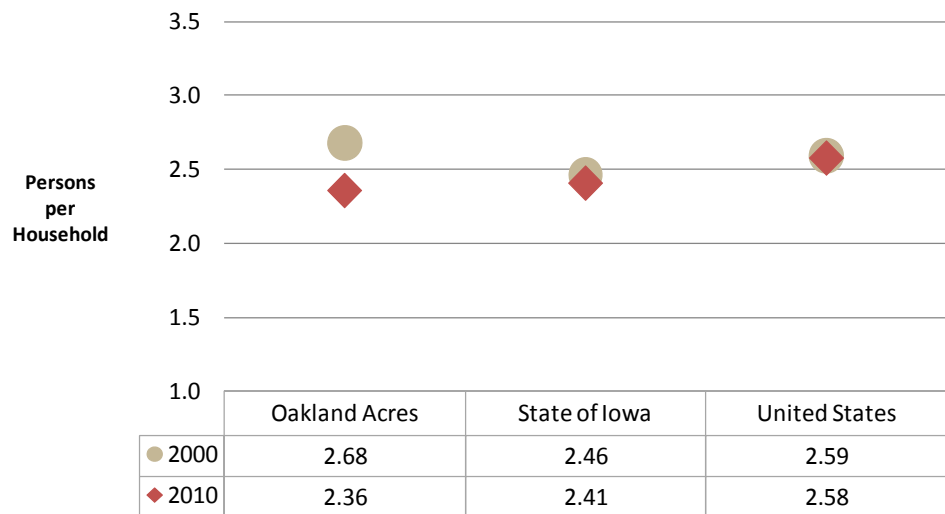 3.5
3.0
2.5
Persons
per
Household
2.0
1.5
1.0
Oakland Acres State of Iowa United States
2000 2.68 2.46 2.59
2010 2.36 2.41 2.58